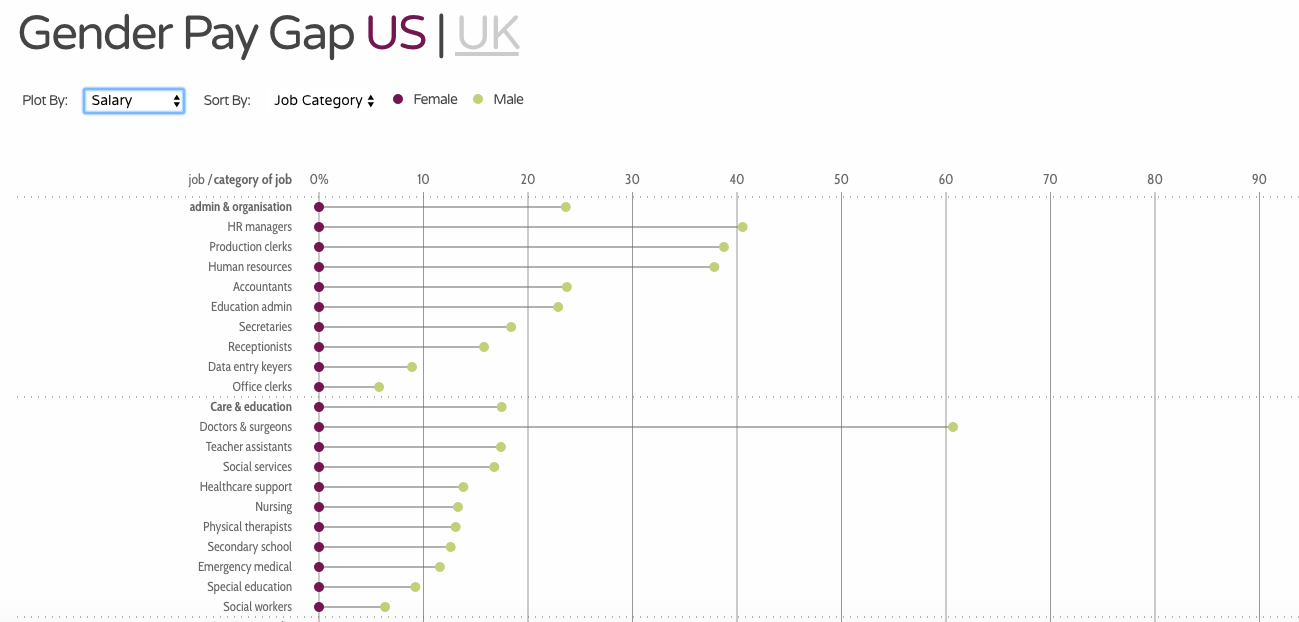 Gender Pay Gap US | UK
Plot By: Salary Sort By: Job Category Female Male
job / category of job 0% 10 20 30 40 50 60 70 80 90
admin & organisation
HR managers
Production clerks
Human resources
Accountants
Education admin
Secretaries
Receptionists
Data entry keyers
Office clerks
Care & education
Doctors & surgeons
Teacher assistants
Social services
Healthcare support
Nursing
Physical therapists
Secondary school
Emergency medical
Special education
Social workers